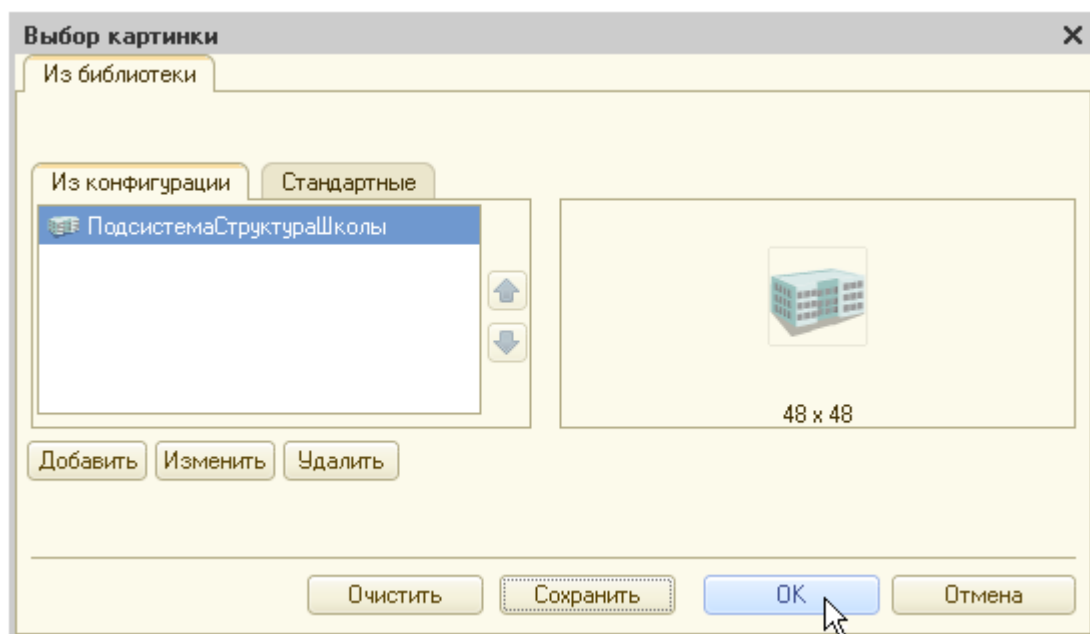 Выбор картинки
Из библиотеки
Из конфигурации Стандартные
ПодсистемаСтруктураШколы
48 x 48
Добавить Изменить Удалить
Очистить Сохранить OK Отмена